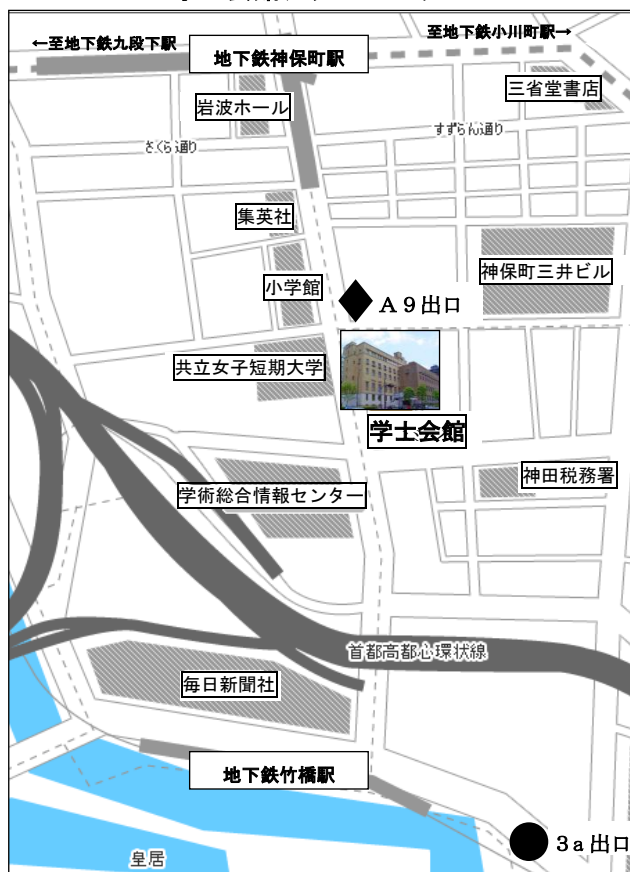 ←至地下鉄九段下駅
至地下鉄小川町駅→
地下鉄神保町駅
三省堂書店
岩波ホール
すずらん通り
さくら通り
集英社
神保町三井ビル
小学館
A9出口
共立女子短期大学
学士会館
神田税務署
学術総合情報センター
首都高都心環状線
毎日新聞社
地下鉄竹橋駅
3a出口
皇居